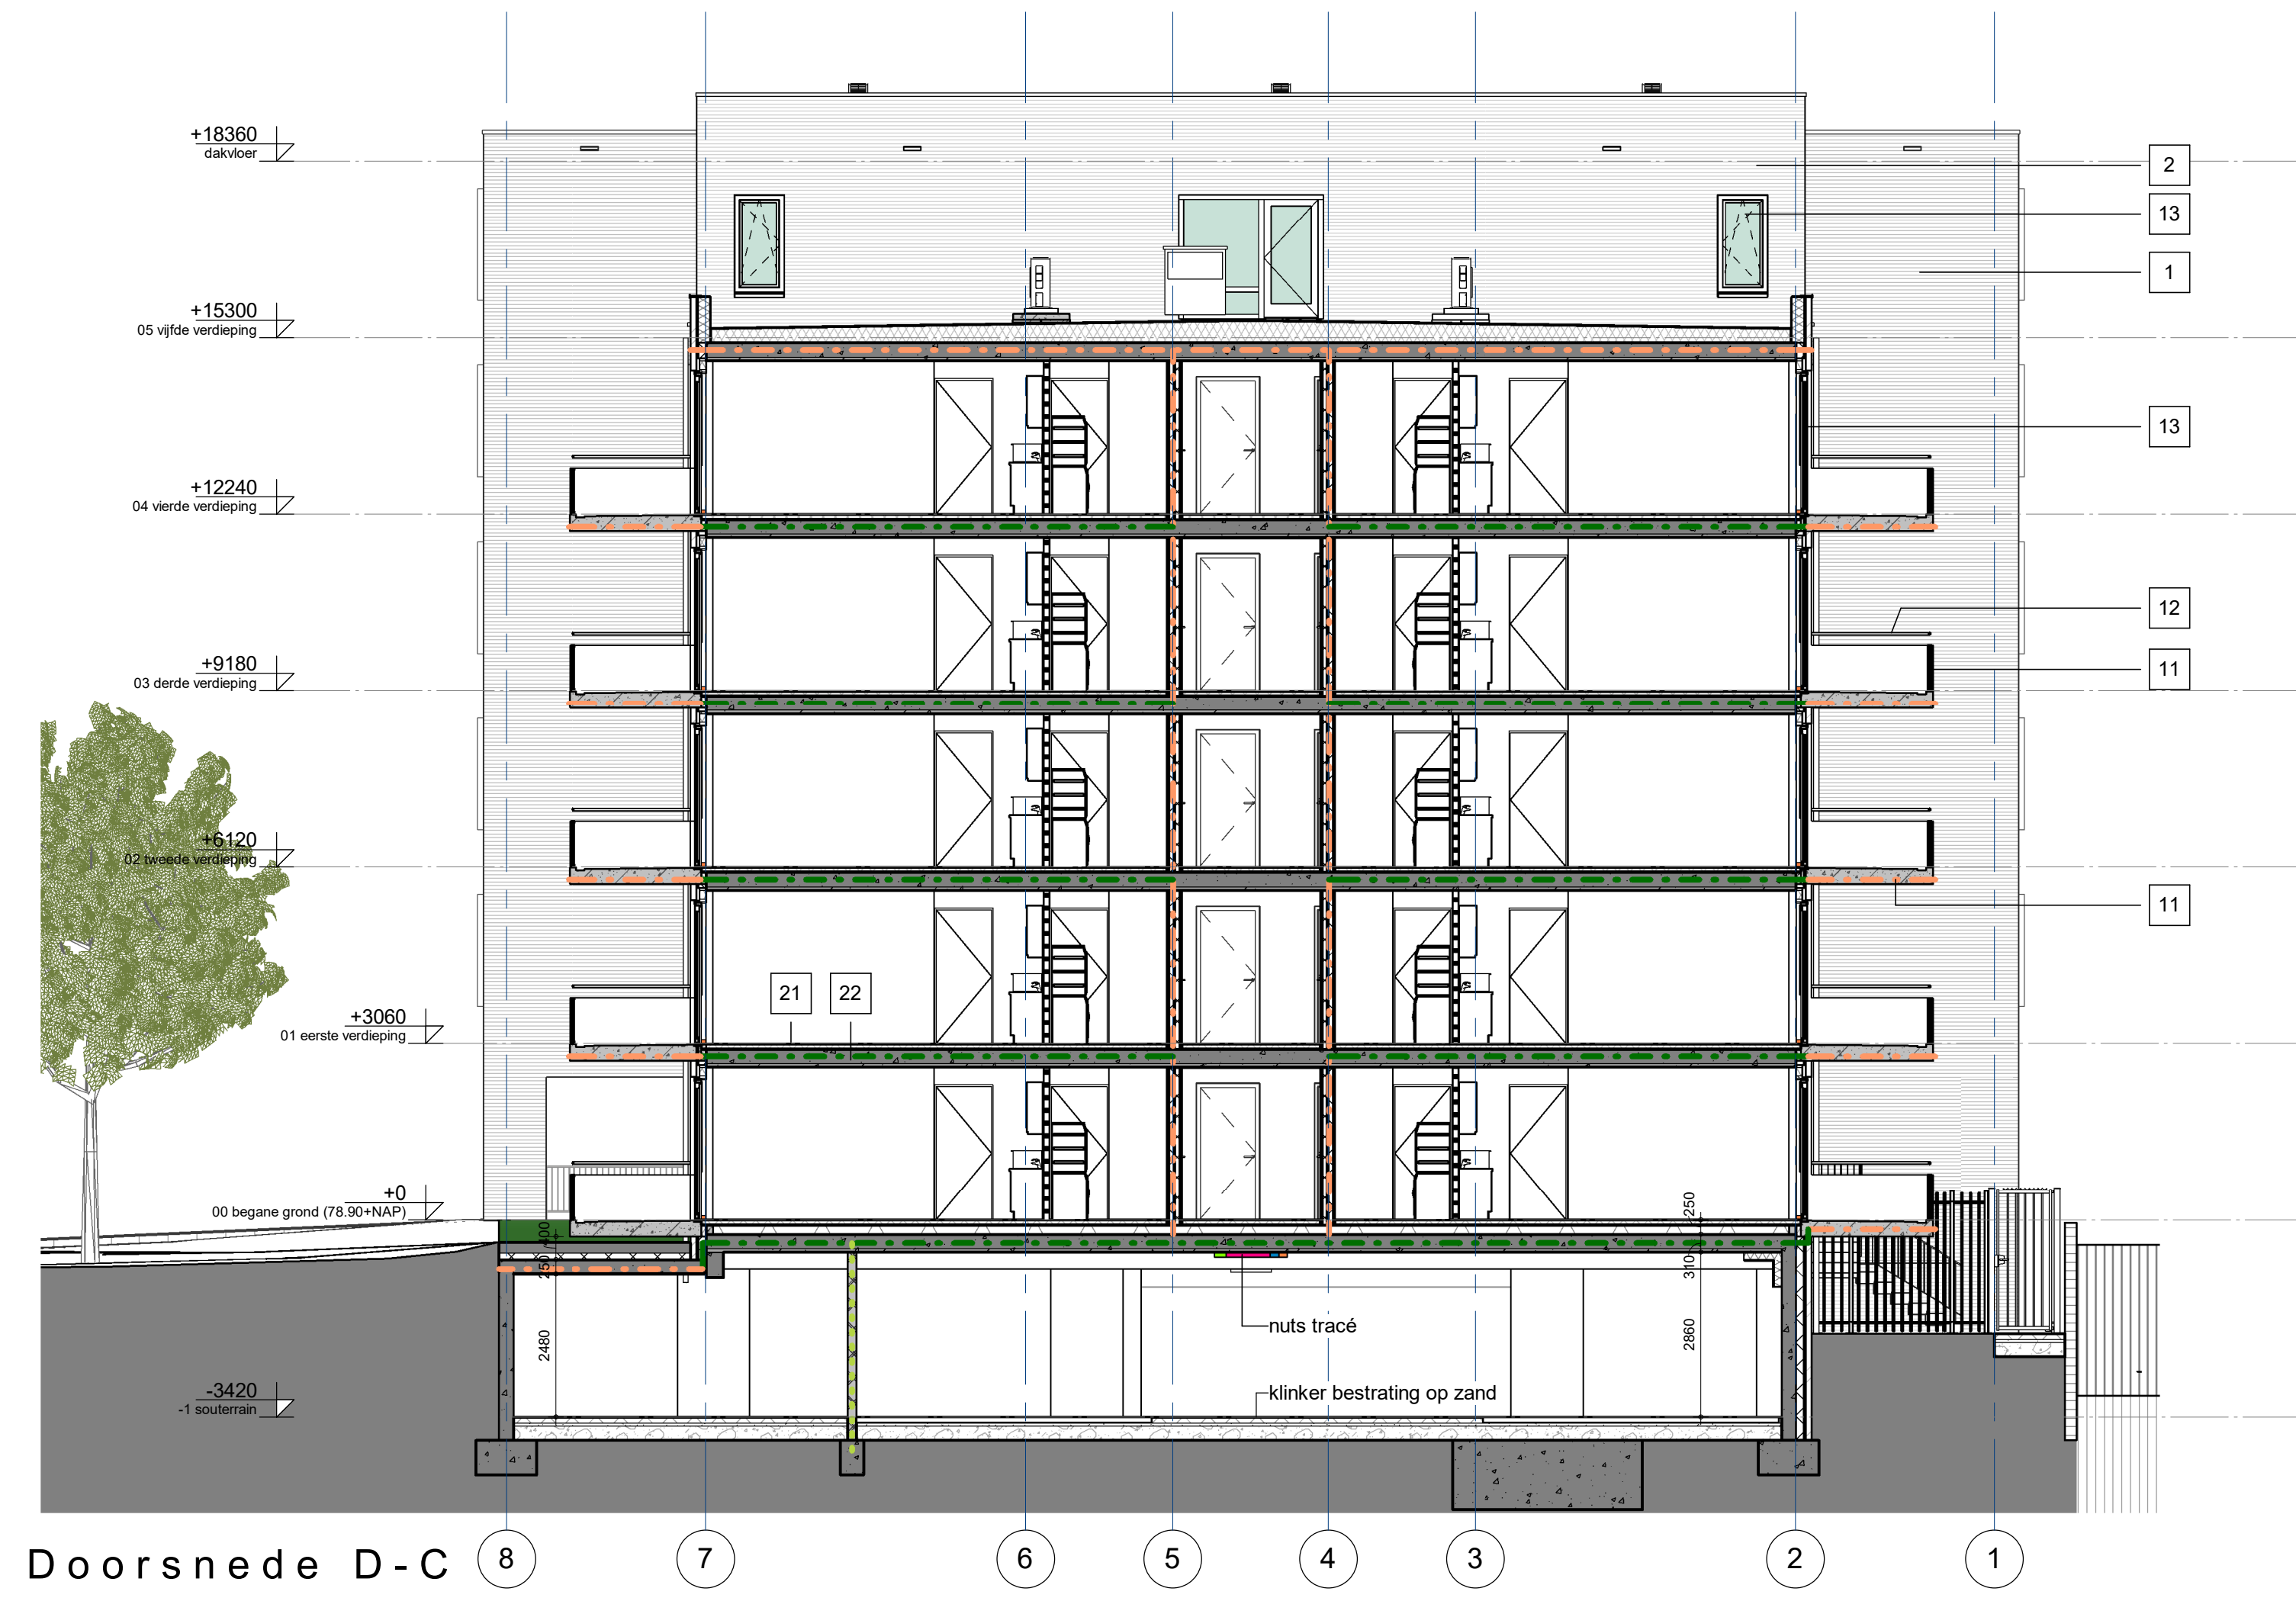 +18360
dakvloer
2
13
1
+15300
05 vijfde verdieping
13
+12240
04 vierde verdieping
12
+9180
03 derde verdieping
11
+6120
02 tweede verdieping
11
21
22
+3060
01 eerste verdieping
+0
00 begane grond (78.90+NAP)
250
400
250
310
nuts tracé
2480
2860
klinker bestrating op zand
-3420
-1 souterrain
Doorsnede D-C
8
7
6
5
4
3
2
1